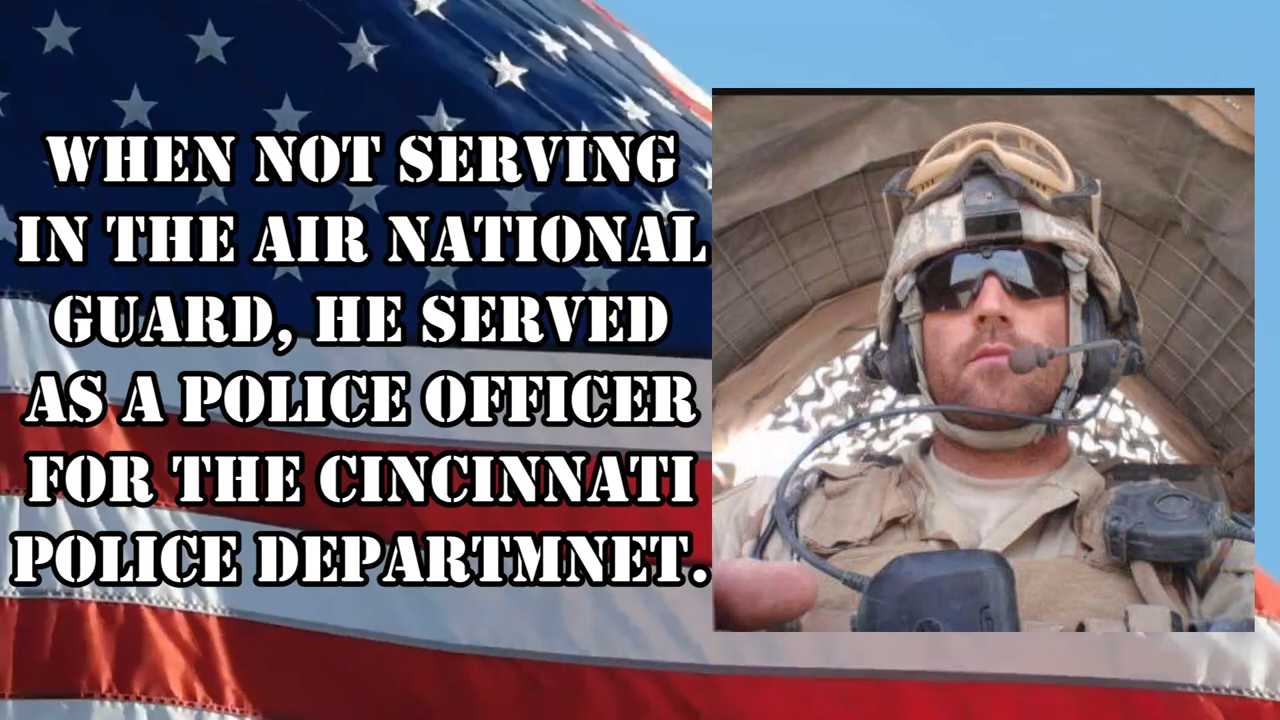 WHEN NOT SERVING
IN THE AIR NATIONAL
GUARD, HE SERVED
AS A POLICE OFFICER
FOR THE CINCINNATI
POLICE DEPARTMNET.